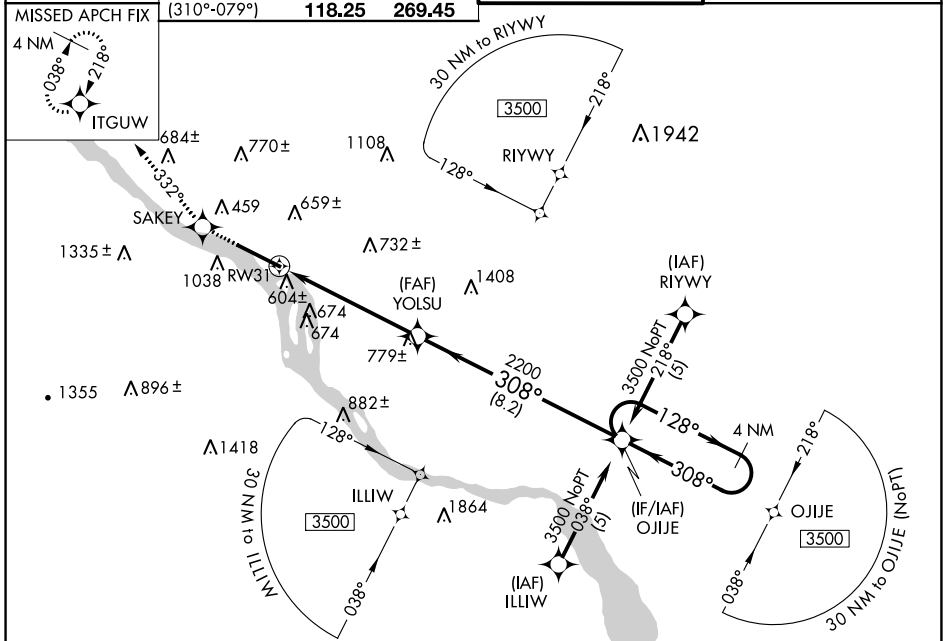 (310°-079°) 118.25 269.45
MISSED APCH FIX
4 NM
038°
218°
ITGUW
30 NM to RIYWY
3500
218°
RIYWY
128°
1942
684±
770±
1108
332°
SAKEY
459
659±
1335±
732±
1038
RW31
604±
1408
(FAF)
YOLSU
(IAF)
RIYWY
674
674
779±
3500 NoPT
218°
(5)
2200
308°
(8.2)
1355
896±
882±
128°
4 NM
308°
1418
128°
30 NM to ILLIW
ILLIW
3500
1864
038°
3500 NoPT
038°
(5)
(IF/IAF)
OJIJE
(IAF)
ILLIW
218°
OJIJE
3500
038°
30 NM to OJIJE (NoPT)